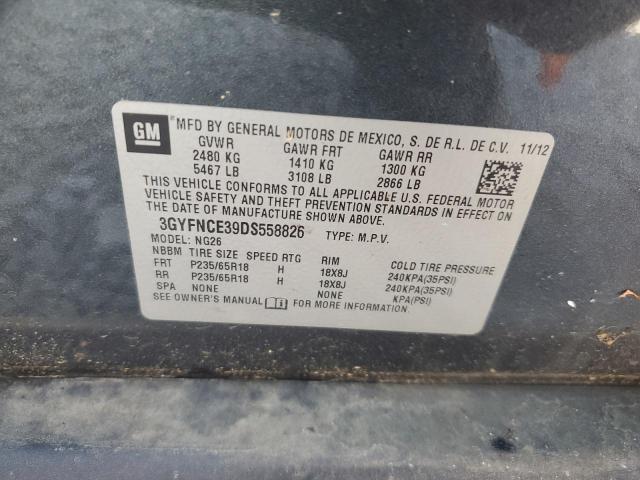 GM
MFD BY GENERAL MOTORS DE MEXICO, S. DE R.L. DE C.V. 11/12
GVWR GAWR FRT GAWR RR
2480 KG 1410 KG 1300 KG
5467 LB 3108 LB 2866 LB
THIS VEHICLE CONFORMS TO ALL APPLICABLE U.S. FEDERAL MOTOR
VEHICLE SAFETY AND THEFT PREVENTION STANDARDS IN EFFECT ON
THE DATE OF MANUFACTURE SHOWN ABOVE.
3GYFNCE39DS558826 TYPE: M.P.V.
MODEL: NG26
NBBM TIRE SIZE SPEED RTG RIM COLD TIRE PRESSURE
FRT P235/65R18 H 18X8J 240KPA(35PSI)
RR P235/65R18 H 18X8J 240KPA(35PSI)
SPA NONE NONE KPA(PSI)
SEE OWNER'S MANUAL FOR MORE INFORMATION.